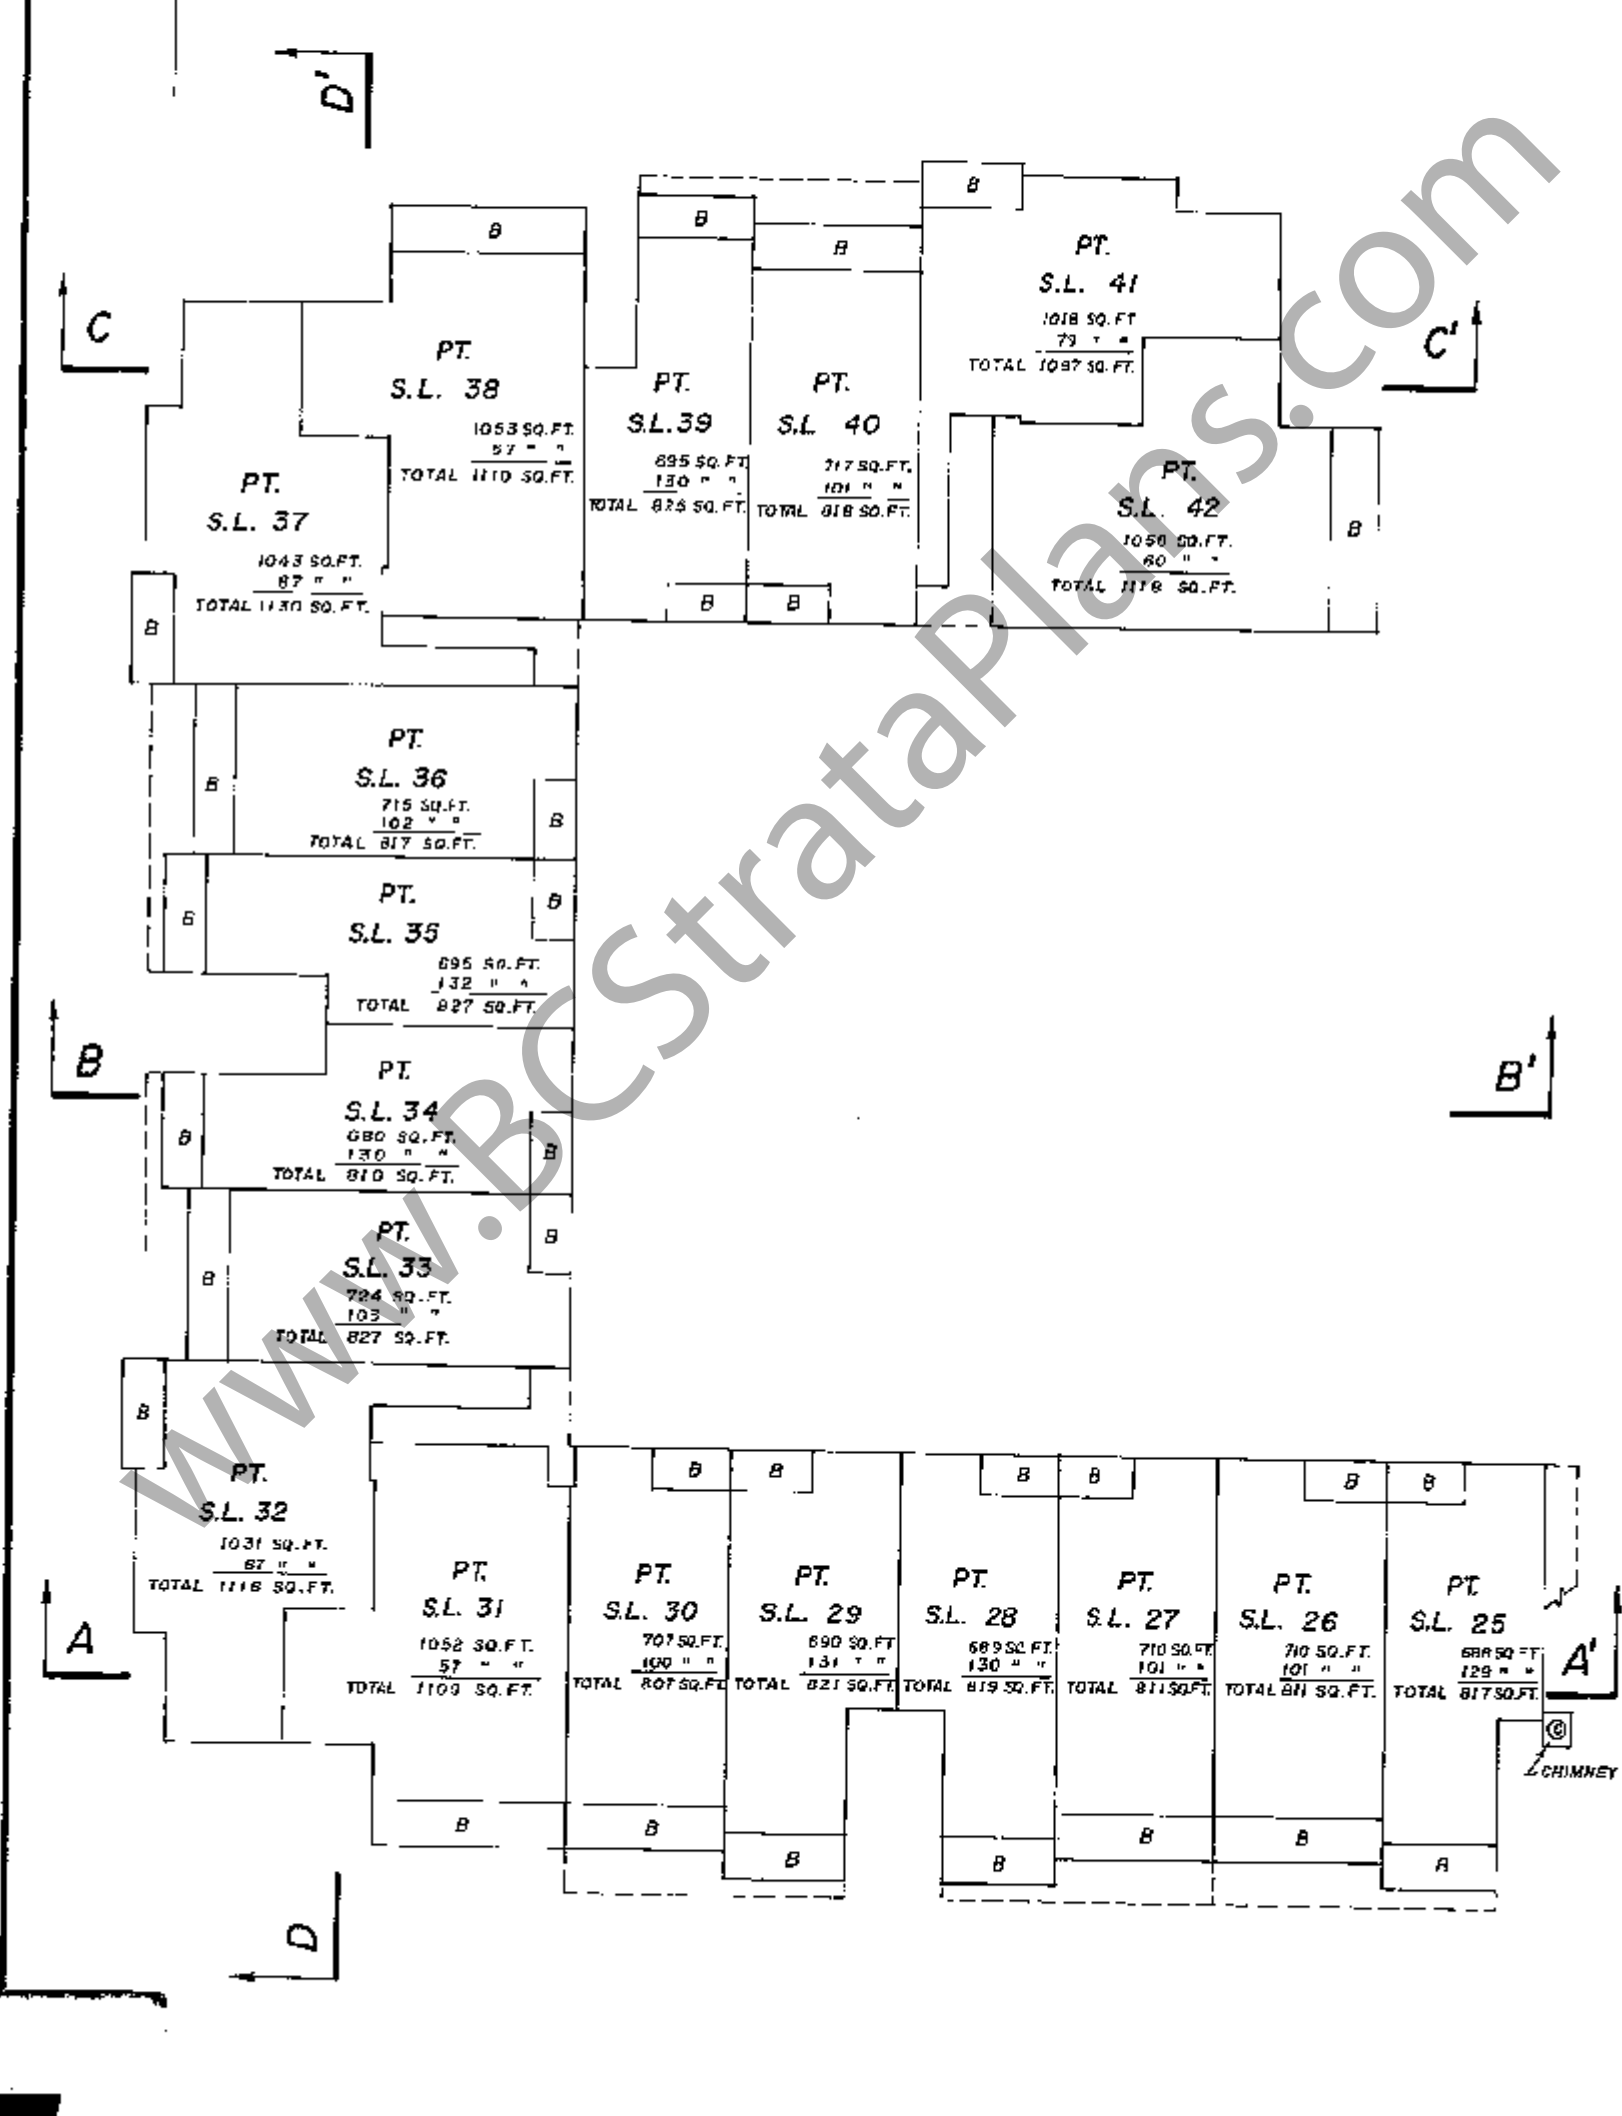 D'
B
B
B
B
PT.
S.L. 41
1018 SQ. FT
79 " "
TOTAL 1097 SQ. FT.
C
C'
PT.
S.L. 38
1053 SQ. FT.
57 " "
TOTAL 1110 SQ. FT.
PT.
S.L. 39
695 SQ. FT.
130 " "
TOTAL 825 SQ. FT.
B
PT.
S.L. 40
717 SQ. FT.
101 " "
TOTAL 818 SQ. FT.
B
PT.
S.L. 42
1056 SQ. FT.
60 " "
TOTAL 1116 SQ. FT.
B
PT.
S.L. 37
1043 SQ. FT.
87 " "
TOTAL 1130 SQ. FT.
B
PT.
S.L. 36
715 SQ. FT.
102 " "
TOTAL 817 SQ. FT.
B
B
PT.
S.L. 35
695 SQ. FT.
132 " "
TOTAL 827 SQ. FT.
B
B
B
B'
PT.
S.L. 34
680 SQ. FT.
130 " "
TOTAL 810 SQ. FT.
B
B
PT.
S.L. 33
724 SQ. FT.
103 " "
TOTAL 827 SQ. FT.
B
B
B
PT.
S.L. 32
1031 SQ. FT.
TOTAL SQ. FT.
A
PT.
S.L. 31
1052 SQ. FT.
57 " "
TOTAL 1109 SQ. FT.
B
B
PT.
S.L. 30
707 SQ. FT.
100 " "
TOTAL 807 SQ. FT.
B
B
PT.
S.L. 29
690 SQ. FT.
131 " "
TOTAL 821 SQ. FT.
B
B
PT.
S.L. 28
689 SQ. FT.
130 " "
TOTAL 819 SQ. FT.
B
B
PT.
S.L. 27
710 SQ. FT.
101 " "
TOTAL 811 SQ. FT.
B
B
PT.
S.L. 26
710 SQ. FT.
101 " "
TOTAL 811 SQ. FT.
B
B
PT.
S.L. 25
688 SQ FT
129 " "
TOTAL 817 SQ. FT.
B
A'
C
CHIMNEY
D
www.BCStrataPlans.com